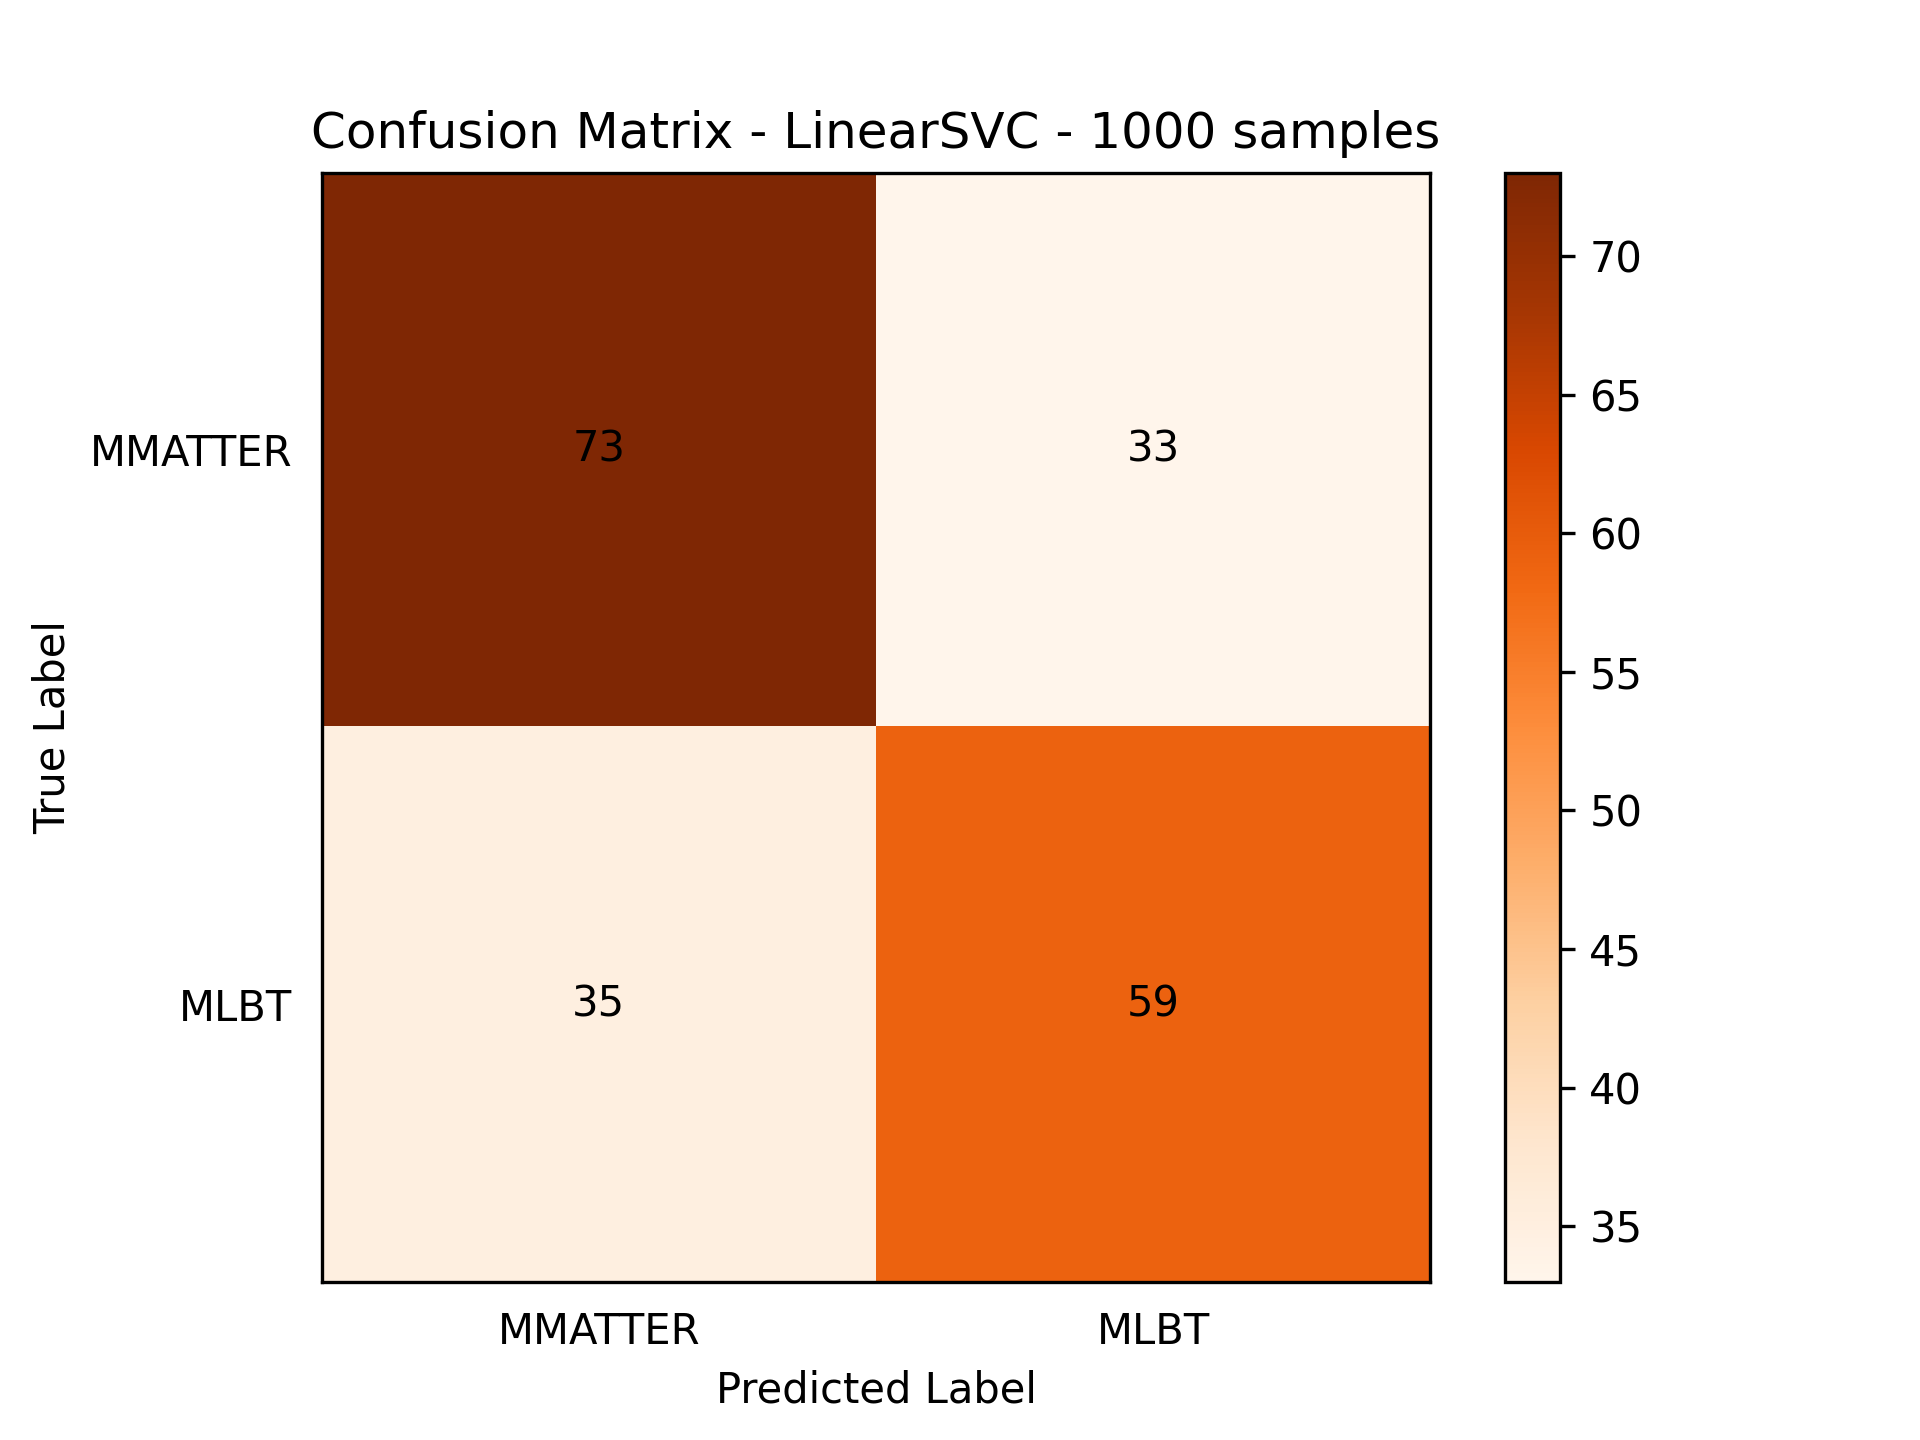 Confusion Matrix - LinearSVC - 1000 samples
True Label
MMATTER
MLBT
73
33
35
59
MMATTER
MLBT
Predicted Label
70
65
60
55
50
45
40
35